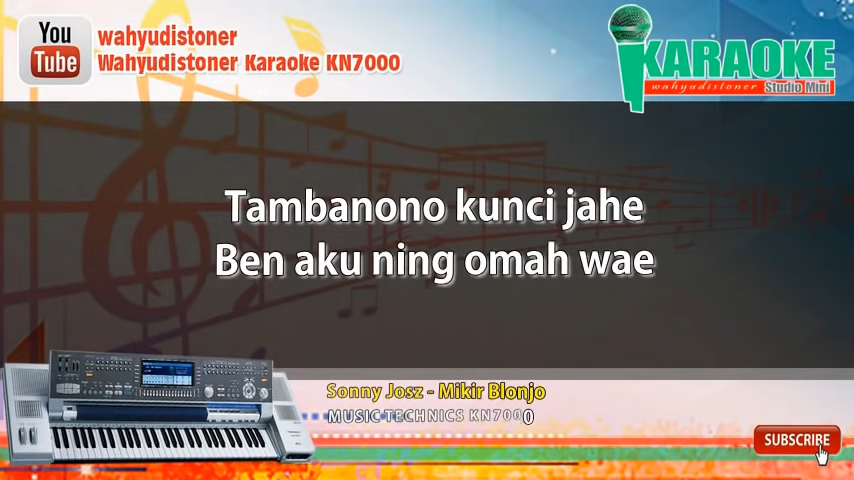 You
Tube
wahyudistoner
Wahyudistoner Karaoke KN7000
KARAOKE
wahyudistoner Studio Mini
Tambanono kunci jahe
Ben aku ning omah wae
Sonny Josz - Mikir Blonjo
MUSIC TECHNICS KN7000
SUBSCRIBE